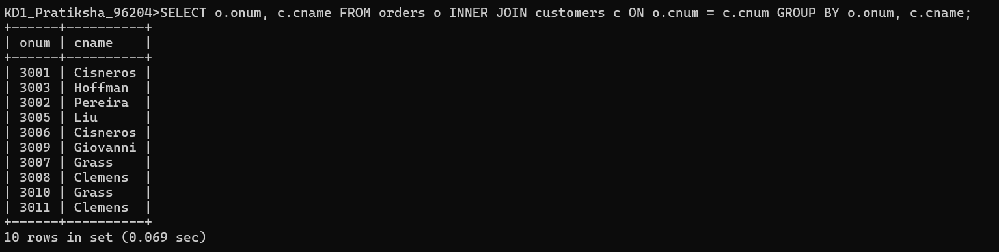 KD1_Pratiksha_96204>SELECT o.onum, c.cname FROM orders o INNER JOIN customers c ON o.cnum = c.cnum GROUP BY o.onum, c.cname;
+------+----------+
| onum | cname    |
+------+----------+
| 3001 | Cisneros |
| 3003 | Hoffman  |
| 3002 | Pereira  |
| 3005 | Liu      |
| 3006 | Cisneros |
| 3009 | Giovanni |
| 3007 | Grass    |
| 3008 | Clemens  |
| 3010 | Grass    |
| 3011 | Clemens  |
+------+----------+
10 rows in set (0.069 sec)